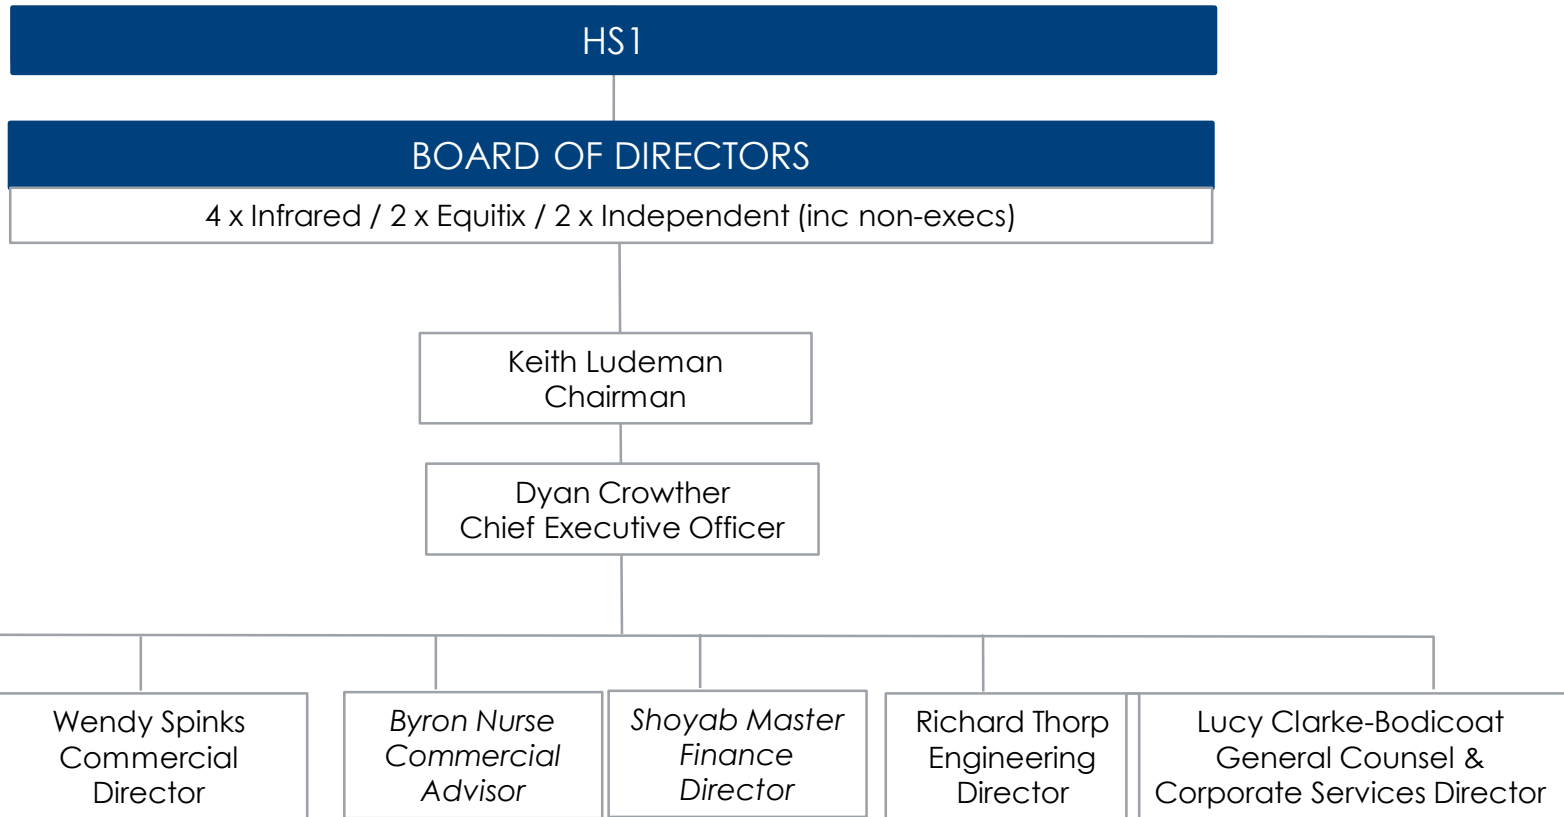 HS1
BOARD OF DIRECTORS
4 x Infrared / 2 x Equitix / 2 x Independent (inc non-execs)
Keith Ludeman
Chairman
Dyan Crowther
Chief Executive Officer
Wendy Spinks
Commercial
Director
Byron Nurse
Commercial
Advisor
Shoyab Master
Finance
Director
Richard Thorp
Engineering
Director
Lucy Clarke-Bodicoat
General Counsel &
Corporate Services Director